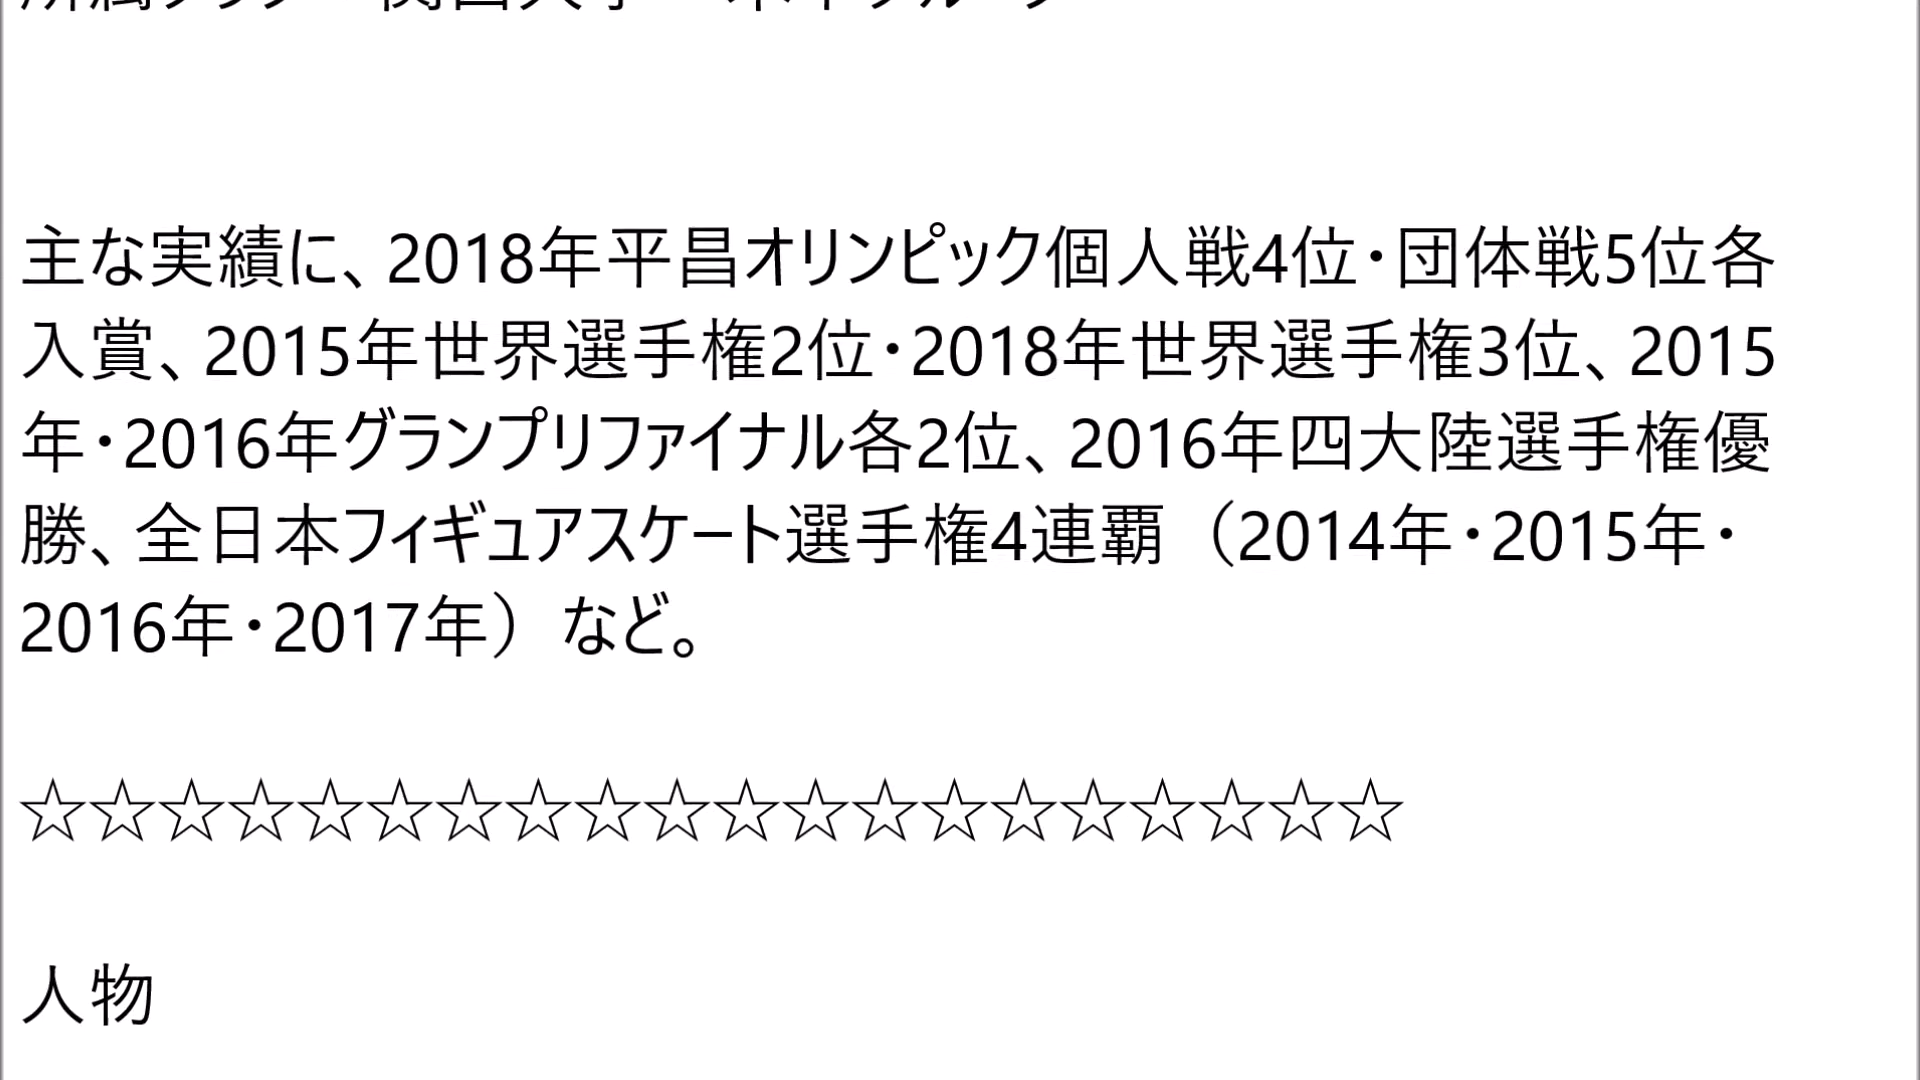 主な実績に、2018年平昌オリンピック個人戦4位・団体戦5位各
入賞、2015年世界選手権2位・2018年世界選手権3位、2015
年・2016年グランプリファイナル各2位、2016年四大陸選手権優
勝、全日本フィギュアスケート選手権4連覇（2014年・2015年・
2016年・2017年）など。
☆☆☆☆☆☆☆☆☆☆☆☆☆☆☆☆☆☆☆☆
人物